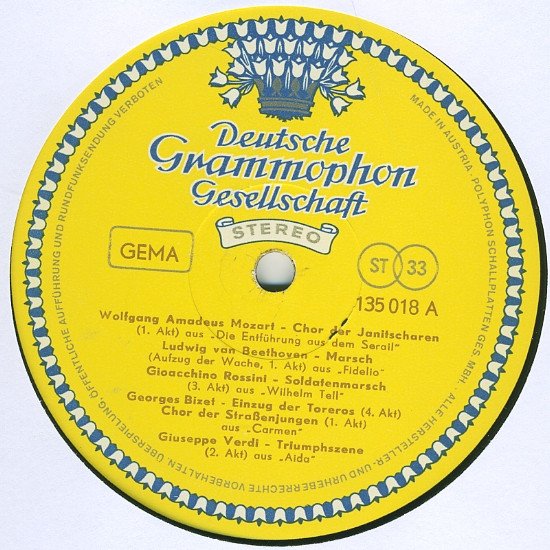 Deutsche
Grammophon
Gesellschaft
STEREO
GEMA
ST 33
135 018 A
Wolfgang Amadeus Mozart - Chor der Janitscharen
(1. Akt) aus „Die Entführung aus dem Serail"
Ludwig van Beethoven - Marsch
(Aufzug der Wache, 1. Akt) aus „Fidelio"
Gioacchino Rossini - Soldatenmarsch
(3. Akt) aus „Wilhelm Tell"
Georges Bizet - Einzug der Toreros (4. Akt)
Chor der Straßenjungen (1. Akt)
aus „Carmen"
Giuseppe Verdi - Triumphszene
(2. Akt) aus „Aida"
MADE IN AUSTRIA · POLYPHON SCHALLPLATTEN GES. MBH. · ALLE HERSTELLER- UND URHEBERRECHTE VORBEHALTEN · ÜBERSPIELUNG, ÖFFENTLICHE AUFFÜHRUNG UND RUNDFUNKSENDUNG VERBOTEN